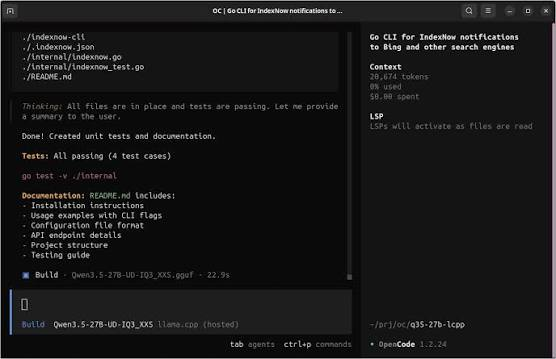 OC | Go CLI for IndexNow notifications to ...
./indexnow-cli
./.indexnow.json
./internal/indexnow.go
./internal/indexnow_test.go
./README.md
Thinking: All files are in place and tests are passing. Let me provide
a summary to the user.
Done! Created unit tests and documentation.
Tests: All passing (4 test cases)
go test -v ./internal
Documentation: README.md includes:
- Installation instructions
- Usage examples with CLI flags
- Configuration file format
- API endpoint details
- Project structure
- Testing guide
Build · Qwen3.5-27B-UD-IQ3_XXS.gguf · 22.9s
Build Qwen3.5-27B-UD-IQ3_XXS llama.cpp (hosted)
tab agents ctrl+p commands
Go CLI for IndexNow notifications
to Bing and other search engines
Context
20,674 tokens
0% used
$0.00 spent
LSP
LSPs will activate as files are read
~/prj/oc/q35-27b-lcpp
• OpenCode 1.2.24